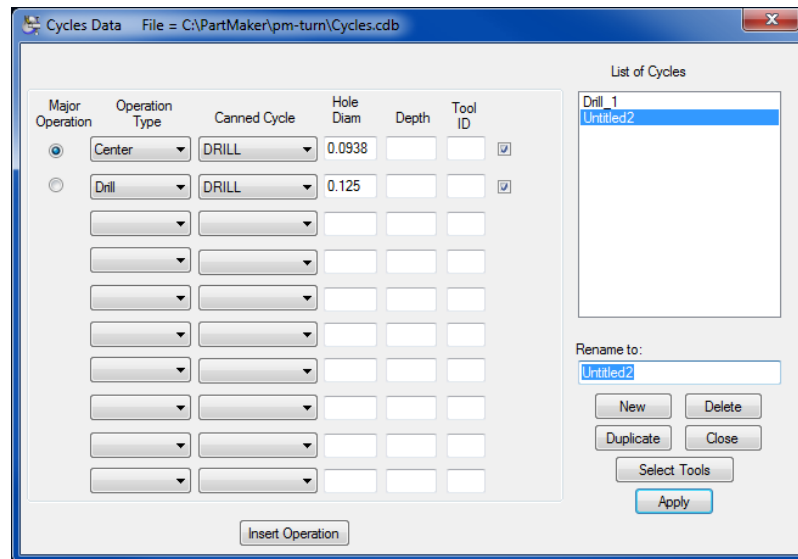 Cycles Data File = C:\PartMaker\pm-turn\Cycles.cdb
x
List of Cycles
Major Operation Operation Type Canned Cycle Hole Diam Depth Tool ID
Center DRILL 0.0938
Drill DRILL 0.125
Drill_1
Untitled2
Rename to:
Untitled2
New Delete
Duplicate Close
Select Tools
Apply
Insert Operation